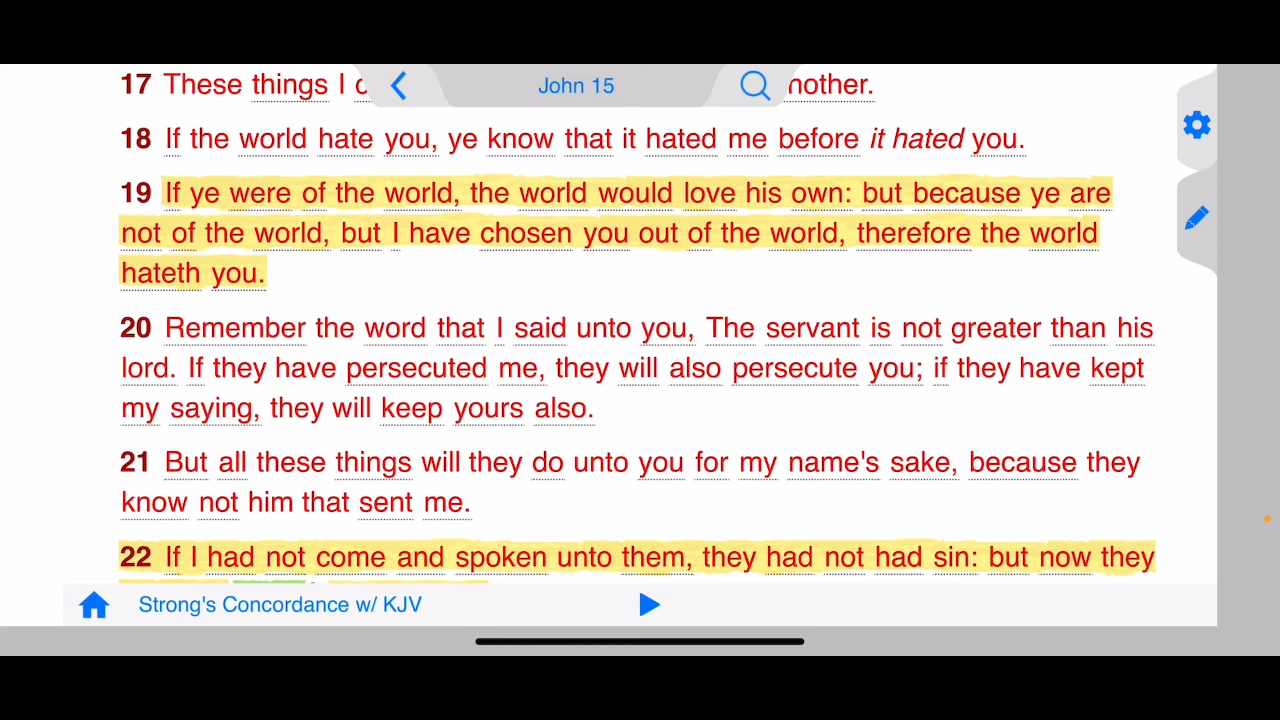 17 These things I
John 15
nother.
18 If the world hate you, ye know that it hated me before it hated you.
19 If ye were of the world, the world would love his own: but because ye are
not of the world, but I have chosen you out of the world, therefore the world
hateth you.
20 Remember the word that I said unto you, The servant is not greater than his
lord. If they have persecuted me, they will also persecute you; if they have kept
my saying, they will keep yours also.
21 But all these things will they do unto you for my name's sake, because they
know not him that sent me.
22 If I had not come and spoken unto them, they had not had sin: but now they
Strong's Concordance w/ KJV